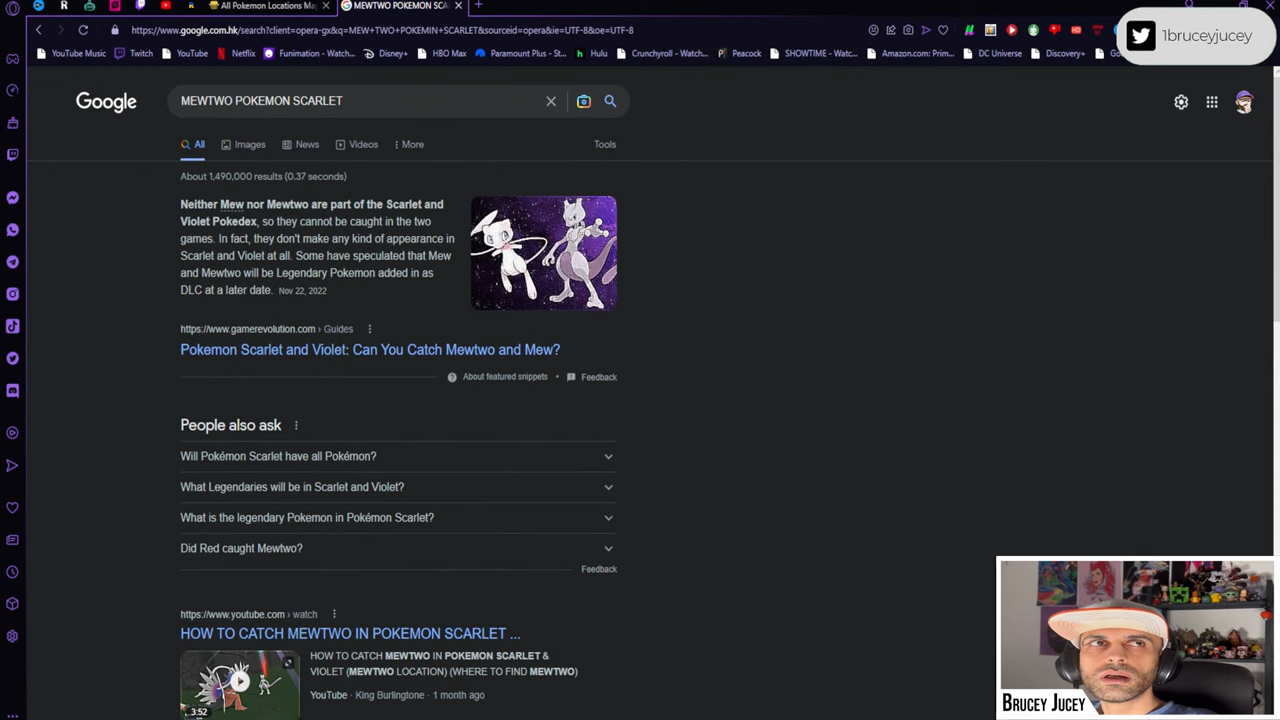 All Pokemon Locations Ma
MEWTWO POKEMON SCAR
https://www.google.com.hk/search?client=opera-gx&q=MEW+TWO+POKEMIN+SCARLET&sourceid=opera&ie=UTF-8&oe=UTF-8
1bruceyjucey
YouTube Music
Twitch
YouTube
Netflix
Funimation - Watch...
Disney+
HBO Max
Paramount Plus - St...
Hulu
Crunchyroll - Watch...
Peacock
SHOWTIME - Watc...
Amazon.com: Prim...
DC Universe
Discovery+
Google
MEWTWO POKEMON SCARLET
All
Images
News
Videos
More
Tools
About 1,490,000 results (0.37 seconds)
Neither Mew nor Mewtwo are part of the Scarlet and
Violet Pokedex, so they cannot be caught in the two
games. In fact, they don't make any kind of appearance in
Scarlet and Violet at all. Some have speculated that Mew
and Mewtwo will be Legendary Pokemon added in as
DLC at a later date. Nov 22, 2022
https://www.gamerevolution.com › Guides
Pokemon Scarlet and Violet: Can You Catch Mewtwo and Mew?
About featured snippets • Feedback
People also ask
Will Pokémon Scarlet have all Pokémon?
What Legendaries will be in Scarlet and Violet?
What is the legendary Pokemon in Pokémon Scarlet?
Did Red caught Mewtwo?
Feedback
https://www.youtube.com › watch
HOW TO CATCH MEWTWO IN POKEMON SCARLET ...
HOW TO CATCH MEWTWO IN POKEMON SCARLET &
VIOLET (MEWTWO LOCATION) (WHERE TO FIND MEWTWO)
3:52
YouTube · King Burlingtone · 1 month ago
BRUCEY JUCEY